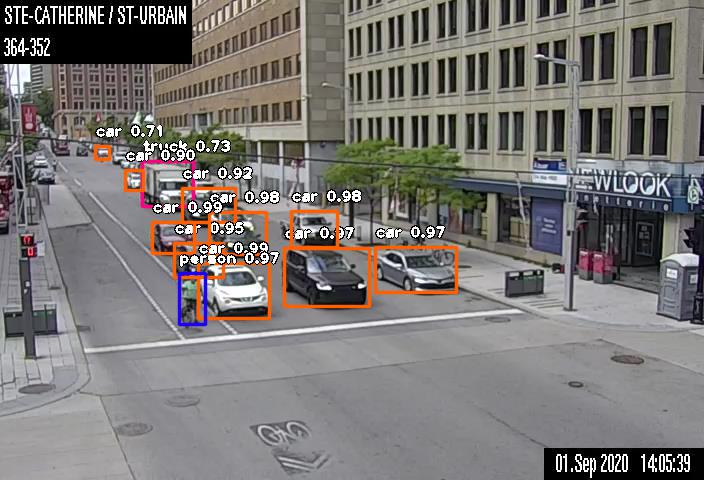 STE-CATHERINE / ST-URBAIN
364-352
car 0.71
truck 0.73
car 0.90
car 0.92
car 0.98
car 0.98
car 0.99
car 0.95
car 0.97
car 0.97
car 0.99
person 0.97
NEWLOOK
lunetterie
01.Sep 2020 14:05:39